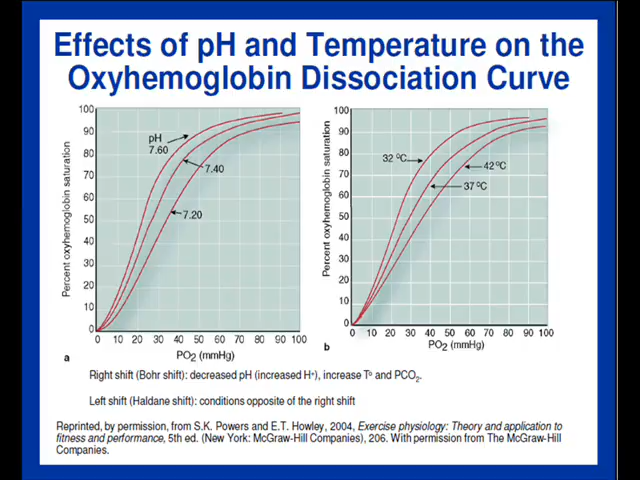 Effects of pH and Temperature on the
Oxyhemoglobin Dissociation Curve
Percent oxyhemoglobin saturation
100
90
80
70
60
50
40
30
20
10
0
pH
7.60
7.40
7.20
0 10 20 30 40 50 60 70 80 90 100
PO2 (mmHg)
a
Percent oxyhemoglobin saturation
100
90
80
70
60
50
40
30
20
10
0
32 ºC
42 ºC
37 ºC
10 20 30 40 50 60 70 80 90 100
PO2 (mmHg)
b
Right shift (Bohr shift): decreased pH (increased H+), increase Tº and PCO2.
Left shift (Haldane shift): conditions opposite of the right shift
Reprinted, by permission, from S.K. Powers and E.T. Howley, 2004, Exercise physiology: Theory and application to
fitness and performance, 5th ed. (New York: McGraw-Hill Companies), 206. With permission from The McGraw-Hill
Companies.